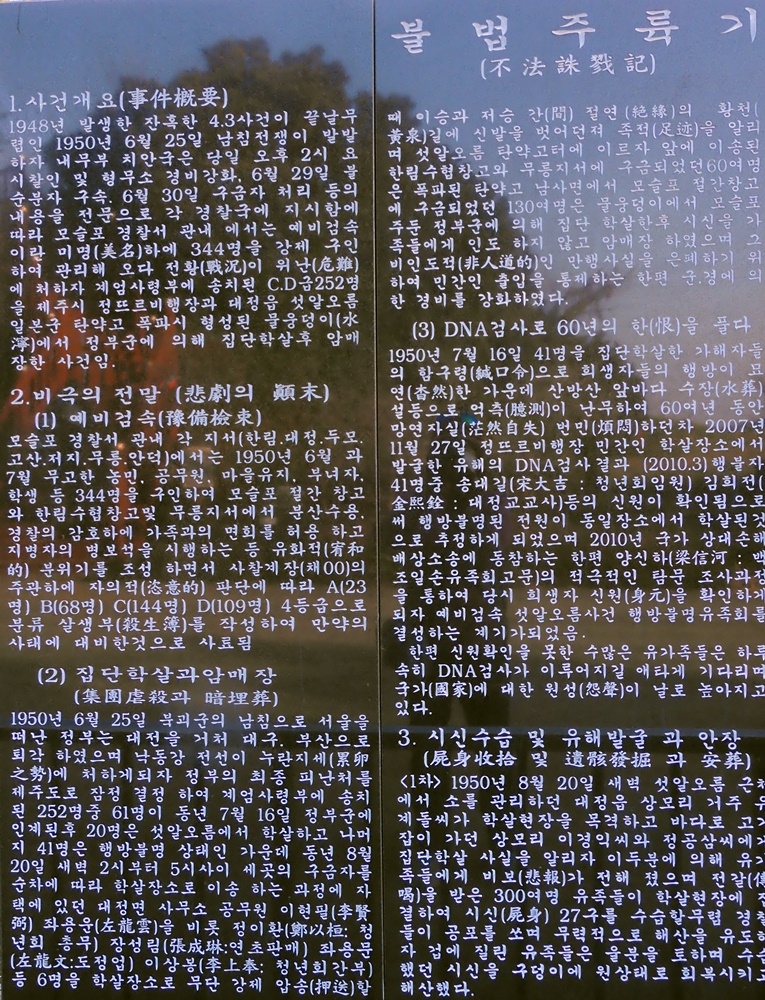 1.사건개요(事件槪要)
1948년 발생한 잔혹한 4.3사건이 끝날무
렵인 1950년 6월 25일 남침전쟁이 발발
하자 내무부 치안국은 당일 오후 2시 요
시찰인 및 형무소 경비강화, 6월 29일 불
순분자 구속, 6월 30일 구금자 처리 등의
내용을 전문으로 각 경찰국에 지시함에
따라 모슬포 경찰서 관내 에서는 예비검속
이란 미명(美名)하에 344명을 강제 구인
하여 관리해 오다 전황(戰況)이 위난(危難)
에 처하자 계엄사령부에 송치된 C.D급252명
을 제주시 정뜨르비행장과 대정읍 섯알오름
일본군 탄약고 폭파시 형성된 물웅덩이(水
濘)에서 정부군에 의해 집단학살후 암매
장한 사건임.
2.비극의 전말 (悲劇의 顚末)
(1) 예비검속(豫備檢束)
모슬포 경찰서 관내 각 지서(한림.대정.두모.
고산.저지.무릉.안덕)에서는 1950년 6월 과
7월 무고한 농민, 공무원, 마을유지, 부녀자,
학생 등 344명을 구인하여 모슬포 절간 창고
와 한림수협창고및 무릉지서에서 분산수용,
경찰의 감호하에 가족과의 면회를 허용 하고
지병자의 병보석을 시행하는 등 유화적(宥和
的) 분위기를 조성 하면서 사찰계장(채00)의
주관하에 자의적(恣意的) 판단에 따라 A(23
명) B(68명) C(144명) D(109명) 4등급으로
분류 살생부(殺生簿)를 작성하여 만약의
사태에 대비한것으로 사료됨
(2) 집단학살과암매장
(集團虐殺과 暗埋葬)
1950년 6월 25일 북괴군의 남침으로 서울을
떠난 정부는 대전을 거쳐 대구. 부산으로
퇴각 하였으며 낙동강 전선이 누란지세(累卵
之勢)에 처하게되자 정부의 최종 피난처를
제주도로 잠정 결정 하여 계엄사령부에 송치
된 252명중 61명이 동년 7월 16일 정부군에
인계된후 20명은 섯알오름에서 학살하고 나머
지 41명은 행방불명 상태인 가운데 동년 8월
20일 새벽 2시부터 5시사이 세곳의 구금자를
순차에 따라 학살장소로 이송 하는 과정에 자
택에 있던 대정면 사무소 공무원 이현필(李賢
弼) 좌용운(左龍雲)을 비롯 정이환(鄭以桓: 청
년회 총무) 장성림(張成琳:연초판매) 좌용문
(左龍文:도정업) 이상봉(李上奉: 청년회간부)
등 6명을 학살장소로 무단 강제 압송(押送)할
불 법 주 륙 기
(不 法 誅 戮 記)
때 이승과 저승 간(間) 절연(絶緣)의 황천(
黃泉)길에 신발을 벗어던져 족적(足迹)을 알리
며 섯알오름 탄약고터에 이르자 앞에 이송된
한림수협창고와 무릉지서에 구금되었던60여명
은 폭파된 탄약고 남사면에서 모슬포 절간창고
에 구금되었던 130여명은 물웅덩이에서 모슬포
주둔 정부군에 의해 집단 학살한후 시신을 가
족들에게 인도 하지 않고 암매장 하였으며 그
비인도적(非人道的)인 만행사실을 은폐하기 위
하여 민간인 출입을 통제하는 한편 군.경에 의
한 경비를 강화하였다.
(3) DNA검사로 60년의 한(恨)을 풀다
1950년 7월 16일 41명을 집단학살한 가해자들
의 함구령(緘口令)으로 희생자들의 행방이 묘
연(杳然)한 가운데 산방산 앞바다 수장(水葬)
설등으로 억측(臆測)이 난무하여 60여년 동안
망연자실(茫然自失) 번민(煩悶)하던차 2007년
11월 27일 정뜨르비행장 민간인 학살장소에서
발굴한 유해의 DNA검사결과 (2010.3)행불자
41명중 송대길(宋大吉 : 청년회임원) 김희전(
金熙銓 : 대정교교사)등의 신원이 확인됨으로
써 행방불명된 전원이 동일장소에서 학살된것
으로 추정하게 되었으며 2010년 국가 상대손해
배상소송에 동참하는 한편 양신하(梁信河 : 백
조일손유족회고문)의 적극적인 탐문 조사과정
을 통하여 당시 희생자 신원(身元)을 확인하게
되자 예비검속 섯알오름사건 행방불명유족회를
결성하는 계기가되었음.
한편 신원확인을 못한 수많은 유가족들은 하루
속히 DNA검사가 이루어지길 애타게 기다리며
국가(國家)에 대한 원성(怨聲)이 날로 높아지고
있다.
3. 시신수습 및 유해발굴 과 안장
(屍身收拾 및 遺骸發掘 과 安葬)
<1차> 1950년 8월 20일 새벽 섯알오름 근처
에서 소를 관리하던 대정읍 상모리 거주 유
계돌씨가 학살현장을 목격하고 바다로 고기
잡이 가던 상모리 이경익씨와 정공삼씨에게
집단학살 사실을 알리자 이두분에 의해 유가
족들에게 비보(悲報)가 전해 졌으며 전갈(傳
喝)을 받은 300여명 유족들이 학살현장에 집
결하여 시신(屍身) 27구를 수습할무렵 경찰
들이 공포를 쏘며 무력적으로 해산을 유도하
자 겁에 질린 유족들은 울분을 토하며 수습
했던 시신을 구덩이에 원상태로 회복시키고
해산했다.